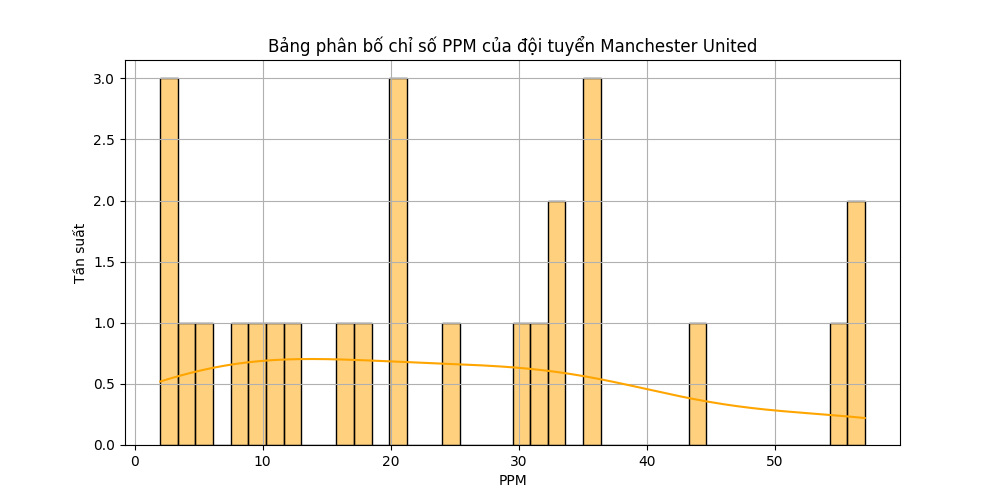 Bảng phân bố chỉ số PPM của đội tuyển Manchester United
3.0
2.5
2.0
1.5
1.0
0.5
0.0
Tần suất
0 10 20 30 40 50
PPM